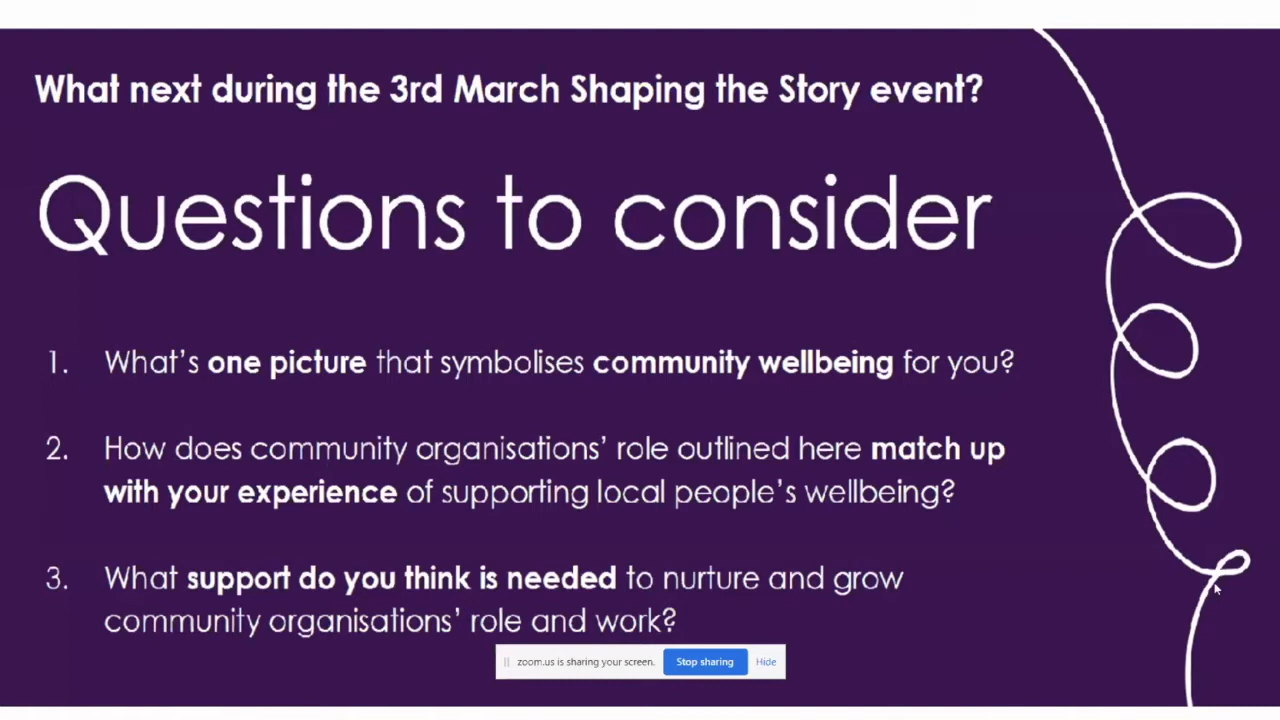 What next during the 3rd March Shaping the Story event?
Questions to consider
1. What's one picture that symbolises community wellbeing for you?
2. How does community organisations' role outlined here match up
with your experience of supporting local people's wellbeing?
3. What support do you think is needed to nurture and grow
community organisations' role and work?
zoom.us is sharing your screen. Stop sharing Hide